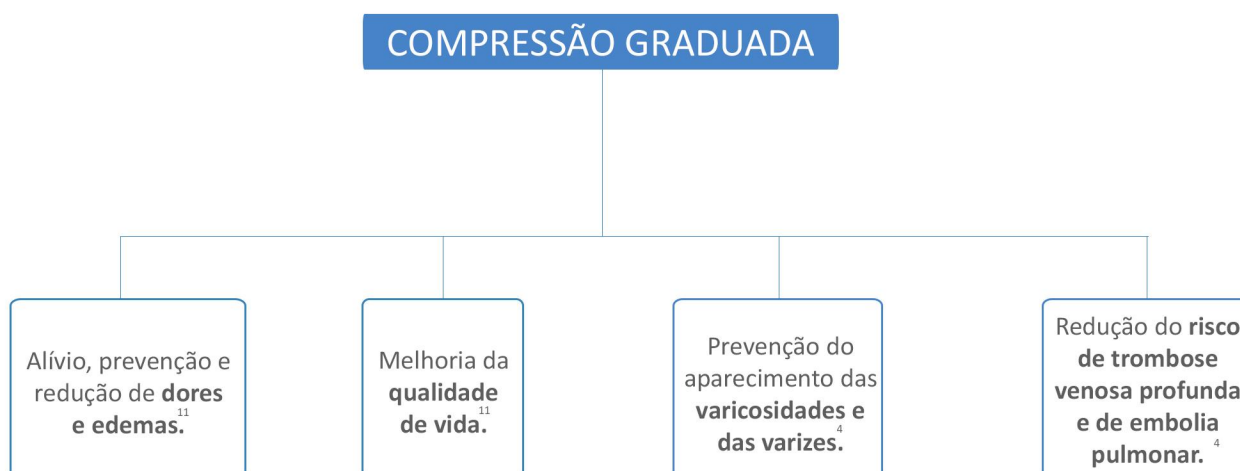 COMPRESSÃO GRADUADA
Alívio, prevenção e
redução de dores
e edemas.11
Melhoria da
qualidade
de vida.11
Prevenção do
aparecimento das
varicosidades e
das varizes.4
Redução do risco
de trombose
venosa profunda
e de embolia
pulmonar. 4